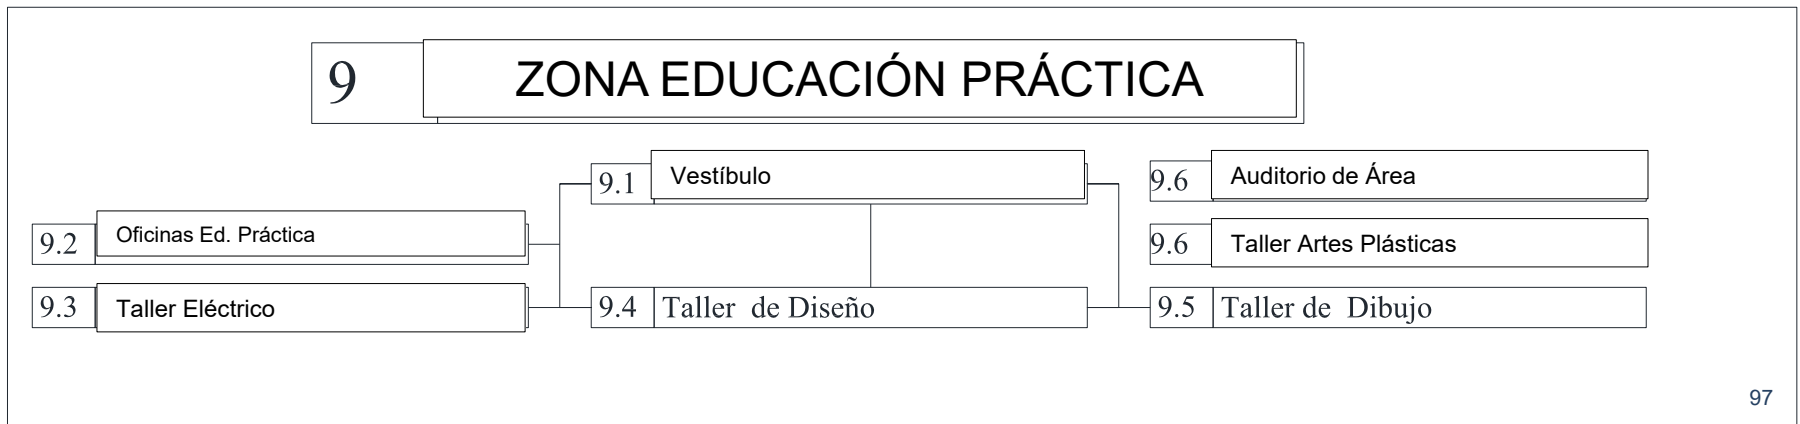 9 ZONA EDUCACIÓN PRÁCTICA
9.1 Vestíbulo
9.6 Auditorio de Área
9.2 Oficinas Ed. Práctica
9.6 Taller Artes Plásticas
9.3 Taller Eléctrico
9.4 Taller de Diseño
9.5 Taller de Dibujo
97